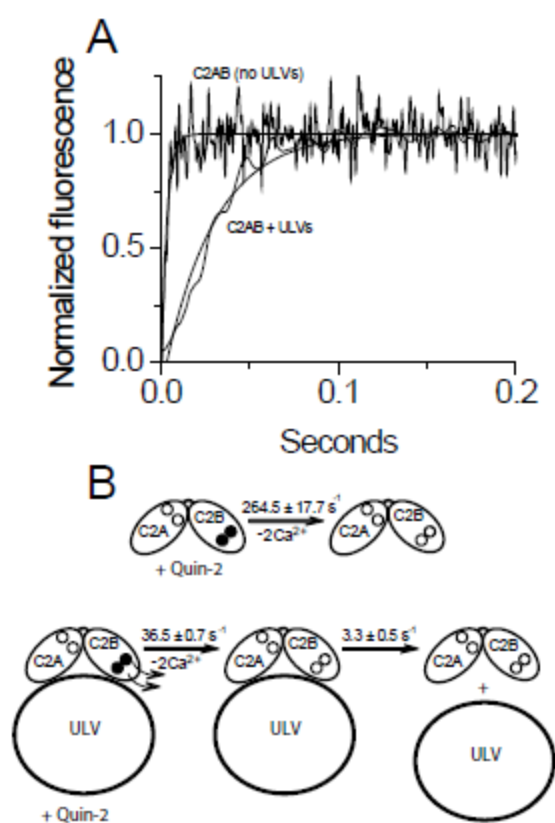 A
C2AB (no ULVs)
Normalized fluorescence
1.0
C2AB + ULVs
0.5
0.0
0.0 0.1 0.2
Seconds
B
C2A C2B 264.5 ± 17.7 s⁻¹ C2A C2B
-2Ca²⁺
+ Quin-2
C2A C2B 36.5 ± 0.7 s⁻¹ C2A C2B 3.3 ± 0.5 s⁻¹ C2A C2B
-2Ca²⁺
+
ULV ULV ULV
+ Quin-2